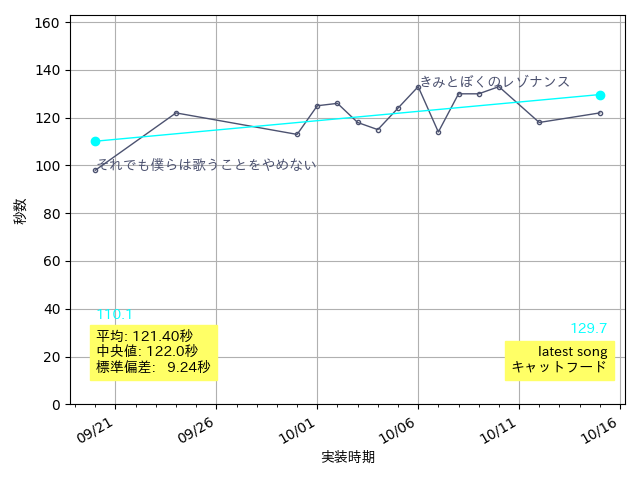 160
140
120
100
80
60
40
20
0
秒数
きみとぼくのレゾナンス
それでも僕らは歌うことをやめない
110.1
平均: 121.40秒
中央値: 122.0秒
標準偏差:   9.24秒
129.7
latest song
キャットフード
09/21
09/26
10/01
10/06
10/11
10/16
実装時期